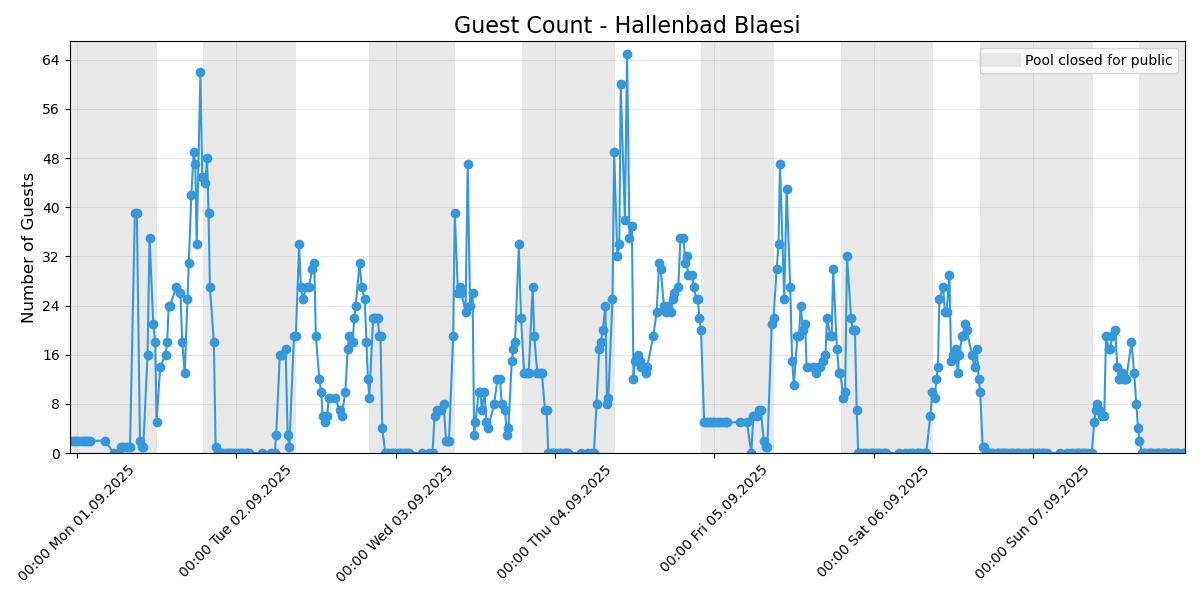 Guest Count - Hallenbad Blaesi
Pool closed for public
Number of Guests
64
56
48
40
32
24
16
8
0
00:00 Mon 01.09.2025
00:00 Tue 02.09.2025
00:00 Wed 03.09.2025
00:00 Thu 04.09.2025
00:00 Fri 05.09.2025
00:00 Sat 06.09.2025
00:00 Sun 07.09.2025